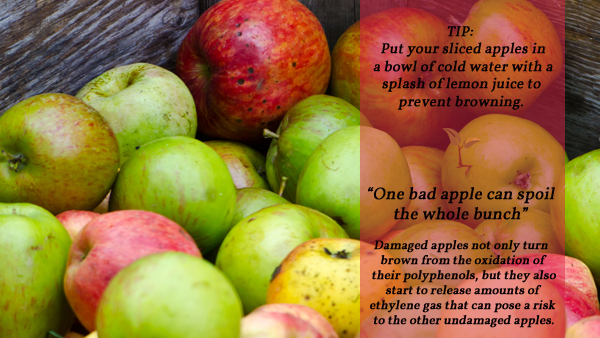 TIP:
Put your sliced apples in
a bowl of cold water with a
splash of lemon juice to
prevent browning.
“One bad apple can spoil
the whole bunch”
Damaged apples not only turn
brown from the oxidation of
their polyphenols, but they also
start to release amounts of
ethylene gas that can pose a risk
to the other undamaged apples.